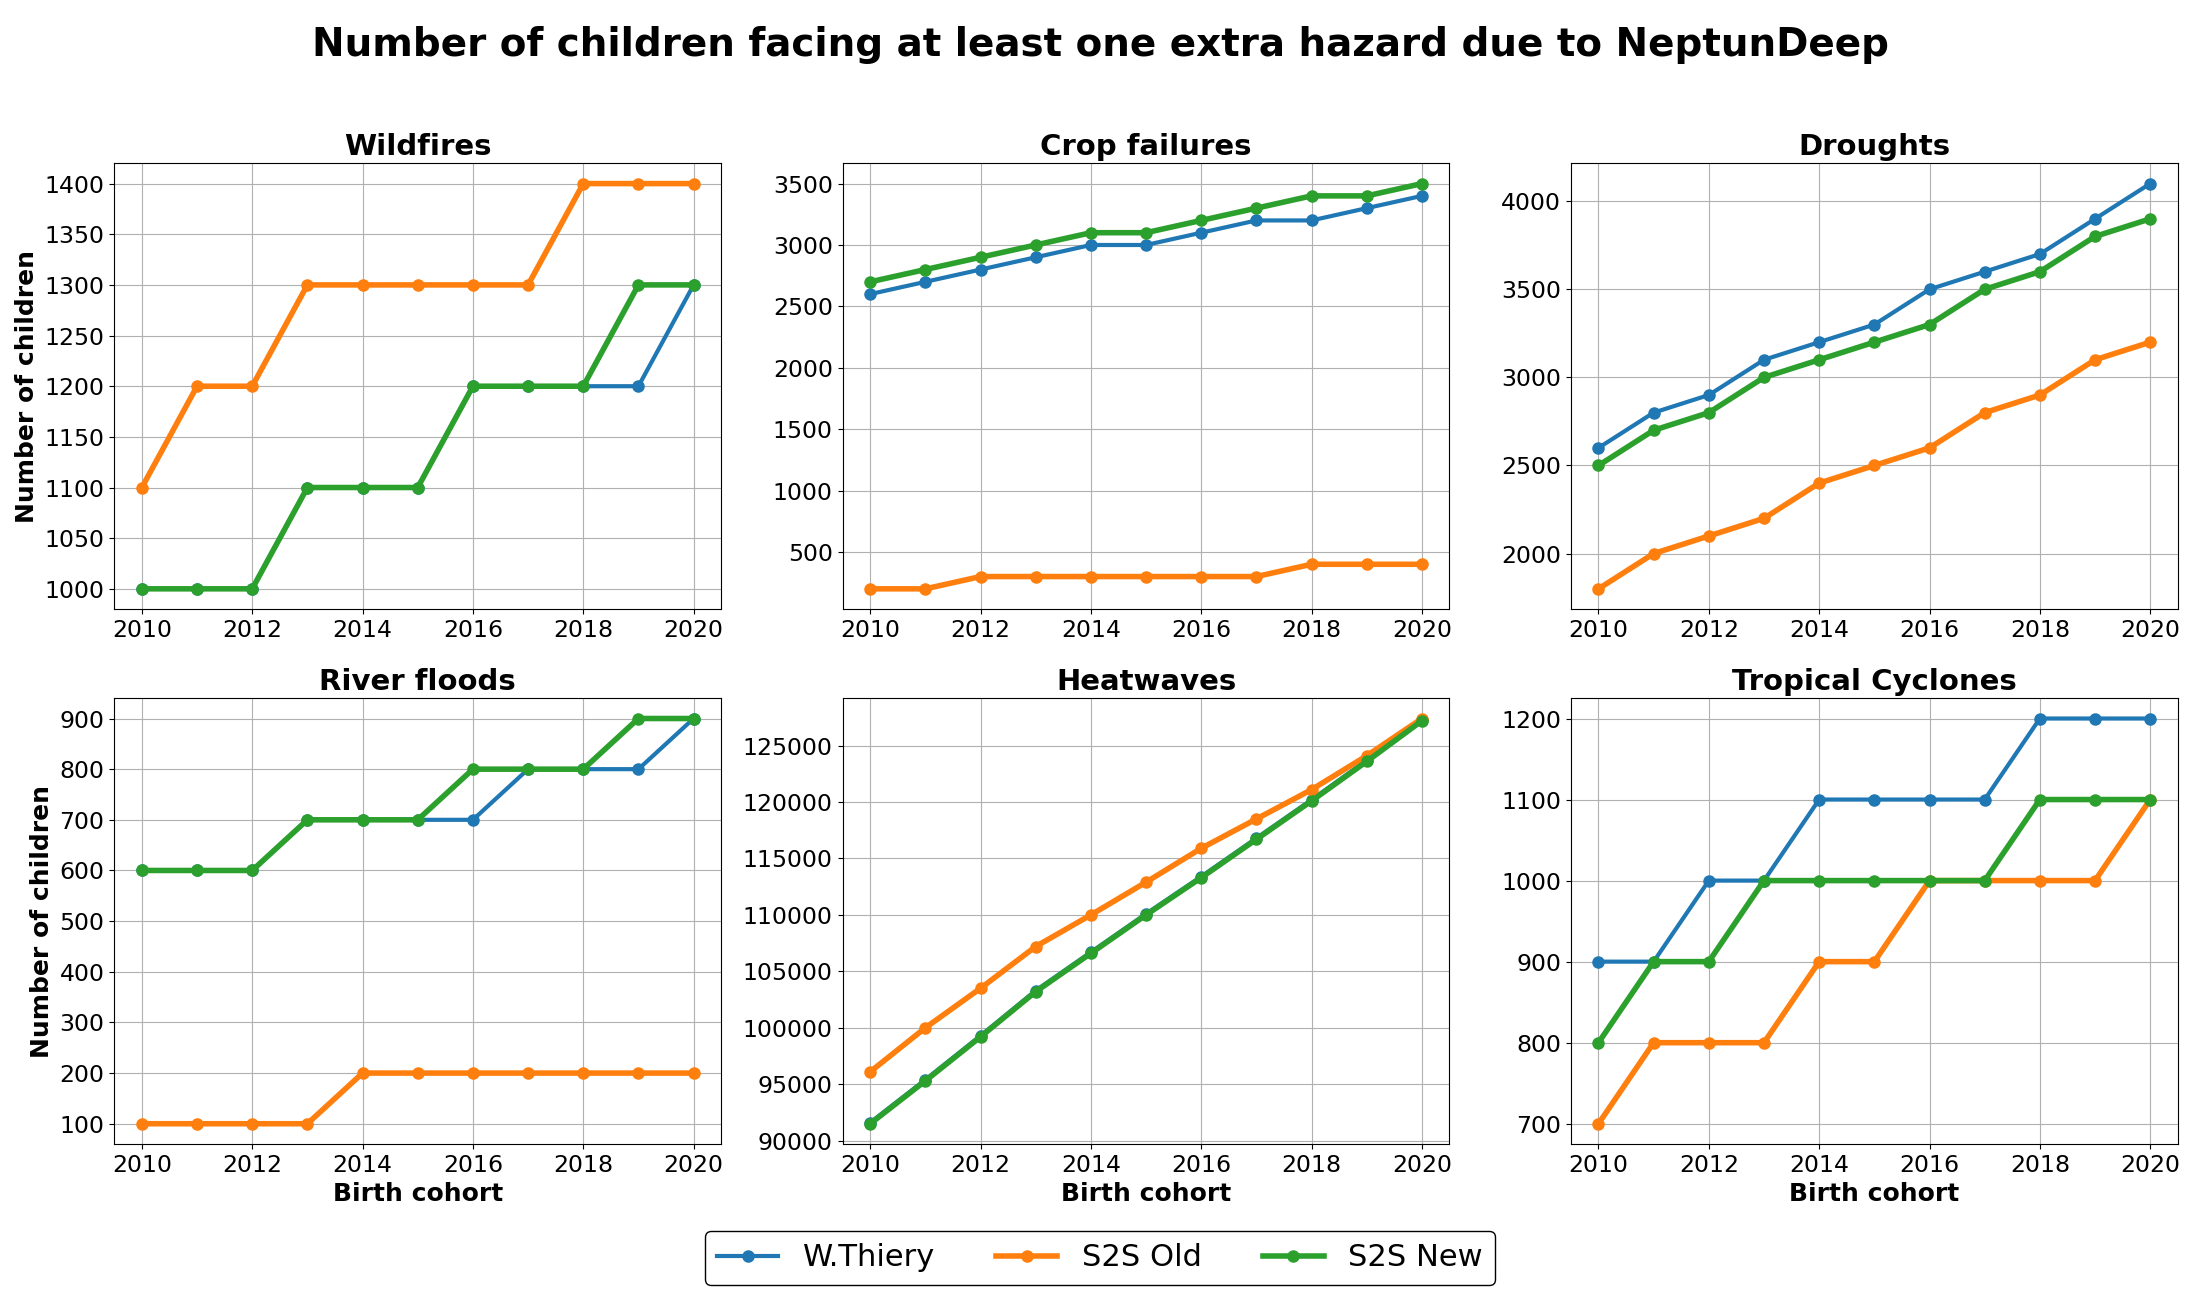 Number of children facing at least one extra hazard due to NeptunDeep
Wildfires
Number of children
1400
1350
1300
1250
1200
1150
1100
1050
1000
2010 2012 2014 2016 2018 2020
Crop failures
3500
3000
2500
2000
1500
1000
500
2010 2012 2014 2016 2018 2020
Droughts
4000
3500
3000
2500
2000
2010 2012 2014 2016 2018 2020
River floods
Number of children
900
800
700
600
500
400
300
200
100
2010 2012 2014 2016 2018 2020
Birth cohort
Heatwaves
125000
120000
115000
110000
105000
100000
95000
90000
2010 2012 2014 2016 2018 2020
Birth cohort
Tropical Cyclones
1200
1100
1000
900
800
700
2010 2012 2014 2016 2018 2020
Birth cohort
W.Thiery S2S Old S2S New